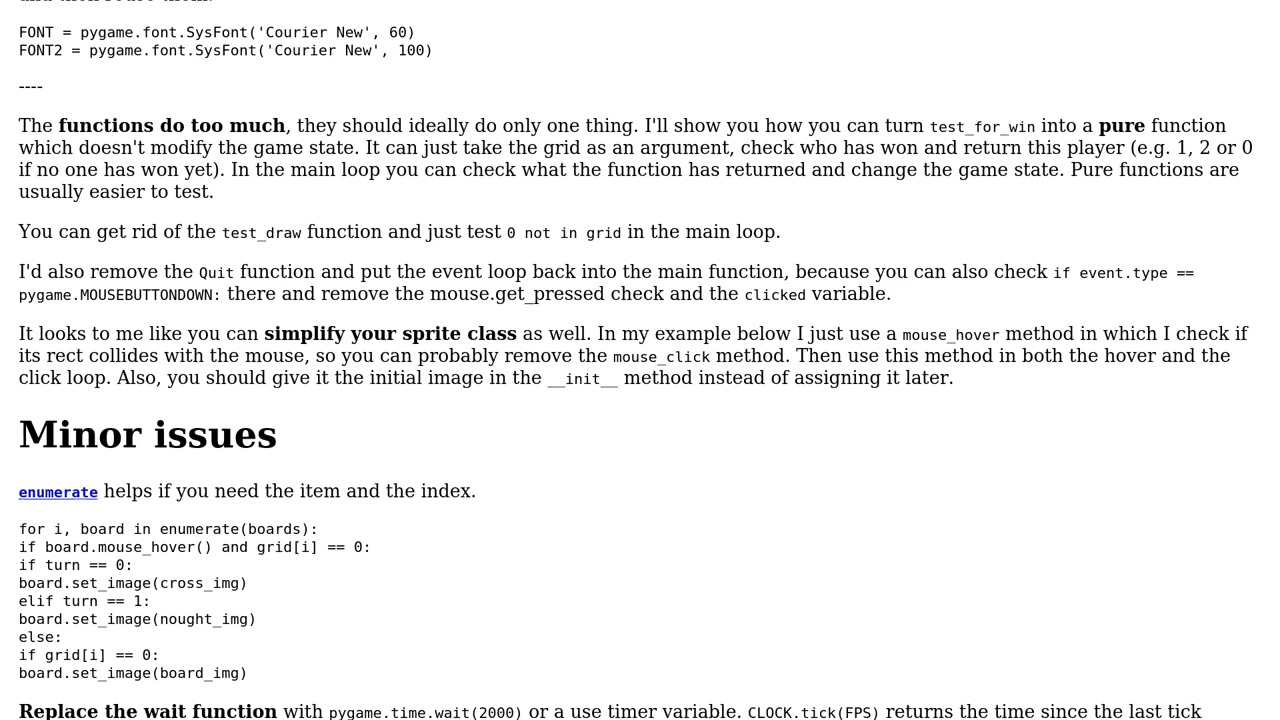 FONT = pygame.font.SysFont('Courier New', 60)
FONT2 = pygame.font.SysFont('Courier New', 100)
----
The functions do too much, they should ideally do only one thing. I'll show you how you can turn test_for_win into a pure function
which doesn't modify the game state. It can just take the grid as an argument, check who has won and return this player (e.g. 1, 2 or 0
if no one has won yet). In the main loop you can check what the function has returned and change the game state. Pure functions are
usually easier to test.
You can get rid of the test_draw function and just test 0 not in grid in the main loop.
I'd also remove the Quit function and put the event loop back into the main function, because you can also check if event.type ==
pygame.MOUSEBUTTONDOWN: there and remove the mouse.get_pressed check and the clicked variable.
It looks to me like you can simplify your sprite class as well. In my example below I just use a mouse_hover method in which I check if
its rect collides with the mouse, so you can probably remove the mouse_click method. Then use this method in both the hover and the
click loop. Also, you should give it the initial image in the __init__ method instead of assigning it later.
Minor issues
enumerate helps if you need the item and the index.
for i, board in enumerate(boards):
if board.mouse_hover() and grid[i] == 0:
if turn == 0:
board.set_image(cross_img)
elif turn == 1:
board.set_image(nought_img)
else:
if grid[i] == 0:
board.set_image(board_img)
Replace the wait function with pygame.time.wait(2000) or a use timer variable. CLOCK.tick(FPS) returns the time since the last tick